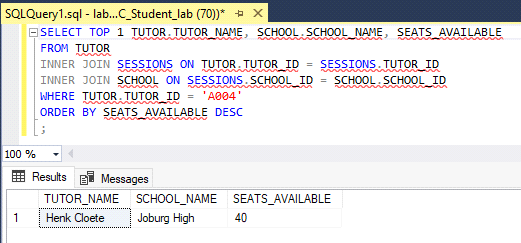 SQLQuery1.sql - lab...C_Student_lab (70))*
SELECT TOP 1 TUTOR.TUTOR_NAME, SCHOOL.SCHOOL_NAME, SEATS_AVAILABLE
FROM TUTOR
INNER JOIN SESSIONS ON TUTOR.TUTOR_ID = SESSIONS.TUTOR_ID
INNER JOIN SCHOOL ON SESSIONS.SCHOOL_ID = SCHOOL.SCHOOL_ID
WHERE TUTOR.TUTOR_ID = 'A004'
ORDER BY SEATS_AVAILABLE DESC
;
100 %
Results Messages
TUTOR_NAME SCHOOL_NAME SEATS_AVAILABLE
1 Henk Cloete Joburg High 40